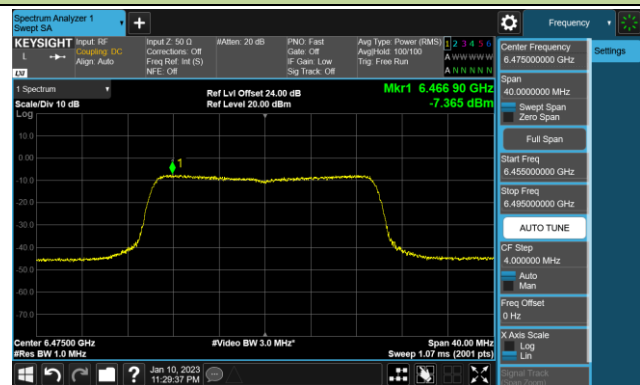 Spectrum Analyzer 1
Swept SA
+
Frequency
KEYSIGHT
L
LXI
Input: RF
Coupling: DC
Align: Auto
Input Z: 50 Ω
Corrections: Off
Freq Ref: Int (S)
NFE: Off
#Atten: 20 dB
PNO: Fast
Gate: Off
IF Gain: Low
Sig Track: Off
Avg Type: Power (RMS)
Avg|Hold: 100/100
Trig: Free Run
1 2 3 4 5 6
A W W W W W
A N N N N N
1 Spectrum
Scale/Div 10 dB
Log
Ref Lvl Offset 24.00 dB
Ref Level 20.00 dBm
Mkr1 6.466 90 GHz
-7.365 dBm
10.0
0.00
-10.0
-20.0
-30.0
-40.0
-50.0
-60.0
-70.0
1
Center 6.47500 GHz
#Res BW 1.0 MHz
#Video BW 3.0 MHz*
Span 40.00 MHz
Sweep 1.07 ms (2001 pts)
Center Frequency
6.475000000 GHz
Span
40.0000000 MHz
Swept Span
Zero Span
Full Span
Start Freq
6.455000000 GHz
Stop Freq
6.495000000 GHz
AUTO TUNE
CF Step
4.000000 MHz
Auto
Man
Freq Offset
0 Hz
X Axis Scale
Log
Lin
Signal Track
(Span Zoom)
Settings
?
Jan 10, 2023
11:29:37 PM